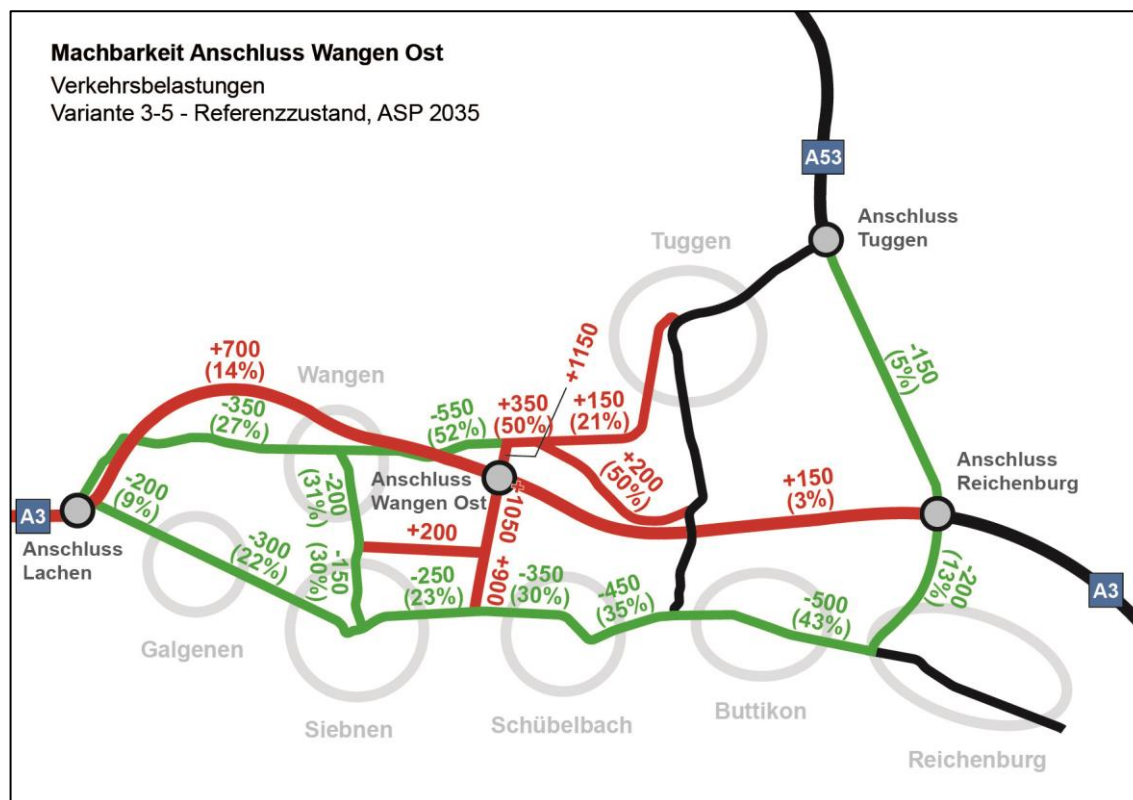 Machbarkeit Anschluss Wangen Ost
Verkehrsbelastungen
Variante 3-5 - Referenzzustand, ASP 2035
A53
Anschluss
Tuggen
Tuggen
+1150
-150
(5%)
+700
(14%)
Wangen
-350
(27%)
-550
(52%)
+350
(50%)
+150
(21%)
+200
(50%)
-200
(9%)
-200
(31%)
Anschluss
Wangen Ost
+150
(3%)
Anschluss
Reichenburg
A3
Anschluss
Lachen
+1050
+200
-300
(22%)
-150
(30%)
-250
(23%)
+900
-350
(30%)
-450
(35%)
-500
(43%)
-200
(13%)
A3
Galgenen
Siebnen
Schübelbach
Buttikon
Reichenburg